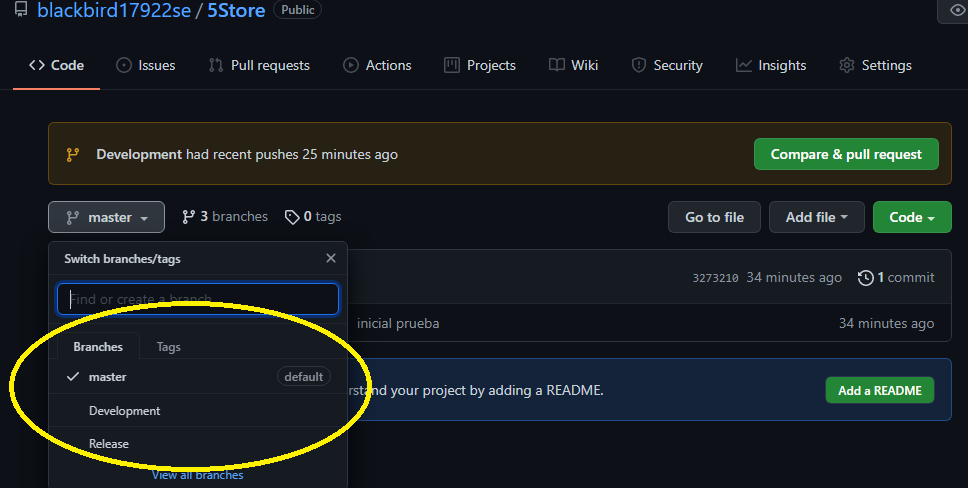 blackbird17922se / 5Store Public
Code Issues Pull requests Actions Projects Wiki Security Insights Settings
Development had recent pushes 25 minutes ago Compare & pull request
master 3 branches 0 tags Go to file Add file Code
Switch branches/tags
3273210 34 minutes ago 1 commit
Find or create a branch...
inicial prueba 34 minutes ago
Branches Tags
master default
rstand your project by adding a README. Add a README
Development
Release
View all branches